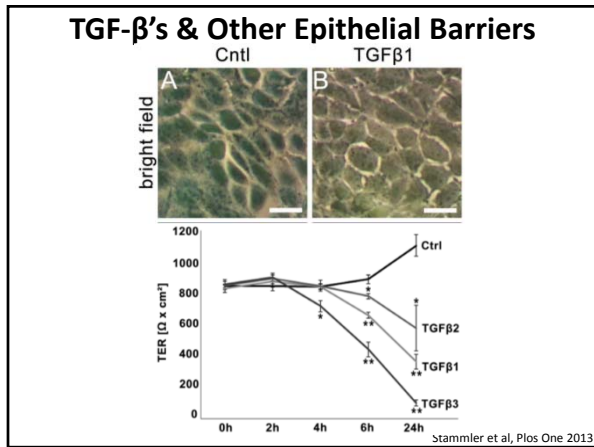 TGF-β's & Other Epithelial Barriers
Cntl TGFβ1
A B
bright field
1200
1000
800
600
400
200
0
TER [Ω x cm²]
Ctrl
*
*
TGFβ2
*
**
TGFβ1
**
**
TGFβ3
**
0h 2h 4h 6h 24h
Stammler et al, Plos One 2013